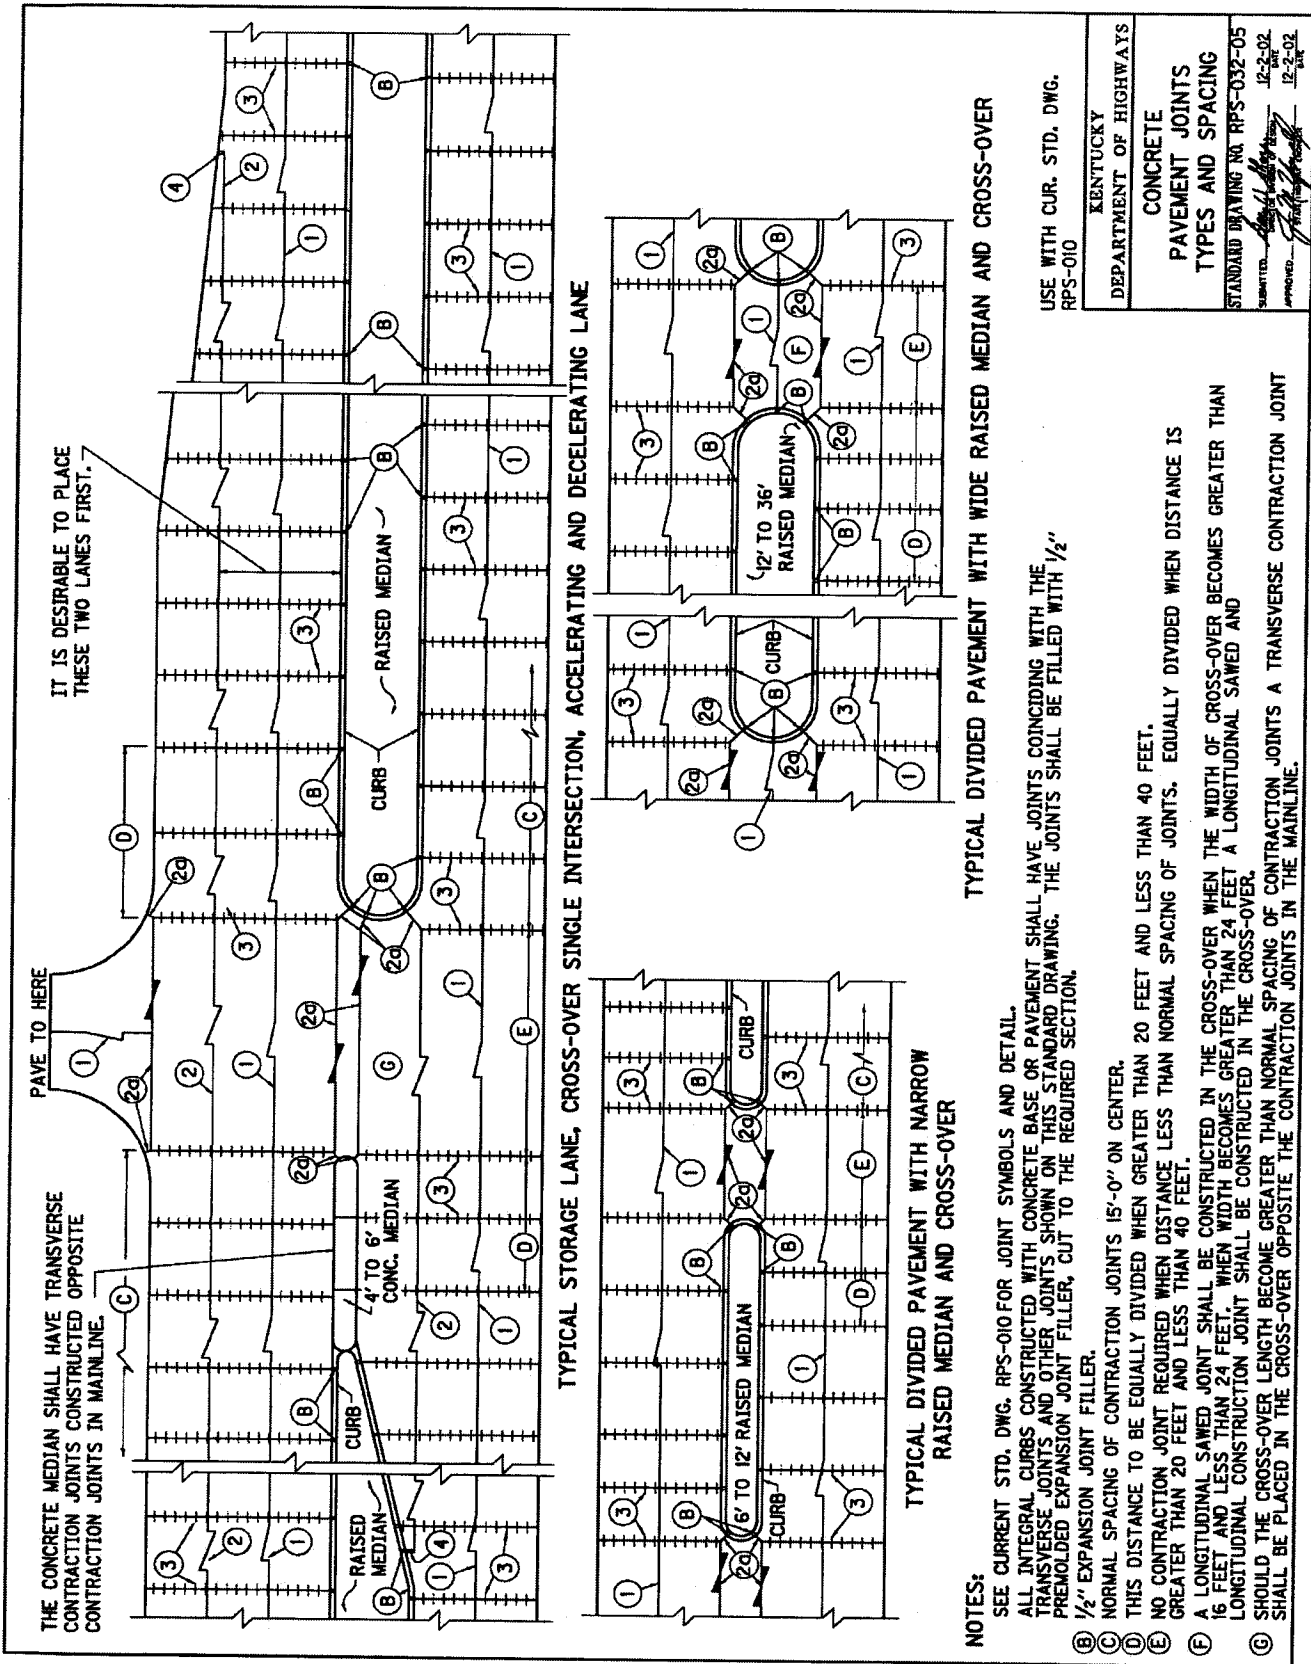 THE CONCRETE MEDIAN SHALL HAVE TRANSVERSE
CONTRACTION JOINTS CONSTRUCTED OPPOSITE
CONTRACTION JOINTS IN MAINLINE.
PAVE TO HERE
IT IS DESIRABLE TO PLACE
THESE TWO LANES FIRST.
RAISED
MEDIAN
CURB
4' TO 6'
CONC. MEDIAN
CURB
RAISED MEDIAN
TYPICAL STORAGE LANE, CROSS-OVER SINGLE INTERSECTION, ACCELERATING AND DECELERATING LANE
6' TO 12' RAISED MEDIAN
CURB
CURB
TYPICAL DIVIDED PAVEMENT WITH NARROW
RAISED MEDIAN AND CROSS-OVER
CURB
12' TO 36'
RAISED MEDIAN
TYPICAL DIVIDED PAVEMENT WITH WIDE RAISED MEDIAN AND CROSS-OVER
NOTES:
SEE CURRENT STD. DWG. RPS-010 FOR JOINT SYMBOLS AND DETAIL.
ALL INTEGRAL CURBS CONSTRUCTED WITH CONCRETE BASE OR PAVEMENT SHALL HAVE JOINTS COINCIDING WITH THE
TRANSVERSE JOINTS AND OTHER JOINTS SHOWN ON THIS STANDARD DRAWING. THE JOINTS SHALL BE FILLED WITH 1/2"
PREMOLDED EXPANSION JOINT FILLER, CUT TO THE REQUIRED SECTION.
B 1/2" EXPANSION JOINT FILLER.
C NORMAL SPACING OF CONTRACTION JOINTS 15'-0" ON CENTER.
D THIS DISTANCE TO BE EQUALLY DIVIDED WHEN GREATER THAN 20 FEET AND LESS THAN 40 FEET.
E NO CONTRACTION JOINT REQUIRED WHEN DISTANCE LESS THAN NORMAL SPACING OF JOINTS. EQUALLY DIVIDED WHEN DISTANCE IS
GREATER THAN 20 FEET AND LESS THAN 40 FEET.
F A LONGITUDINAL SAWED JOINT SHALL BE CONSTRUCTED IN THE CROSS-OVER WHEN THE WIDTH OF CROSS-OVER BECOMES GREATER THAN
16 FEET AND LESS THAN 24 FEET. WHEN WIDTH BECOMES GREATER THAN 24 FEET A LONGITUDINAL SAWED AND
LONGITUDINAL CONSTRUCTION JOINT SHALL BE CONSTRUCTED IN THE CROSS-OVER.
G SHOULD THE CROSS-OVER LENGTH BECOME GREATER THAN NORMAL SPACING OF CONTRACTION JOINTS A TRANSVERSE CONTRACTION JOINT
SHALL BE PLACED IN THE CROSS-OVER OPPOSITE THE CONTRACTION JOINTS IN THE MAINLINE.
USE WITH CUR. STD. DWG.
RPS-010
KENTUCKY
DEPARTMENT OF HIGHWAYS
CONCRETE
PAVEMENT JOINTS
TYPES AND SPACING
STANDARD DRAWING NO. RPS-032-05
SUBMITTED 12-2-02
DATE
APPROVED 12-2-02
DATE